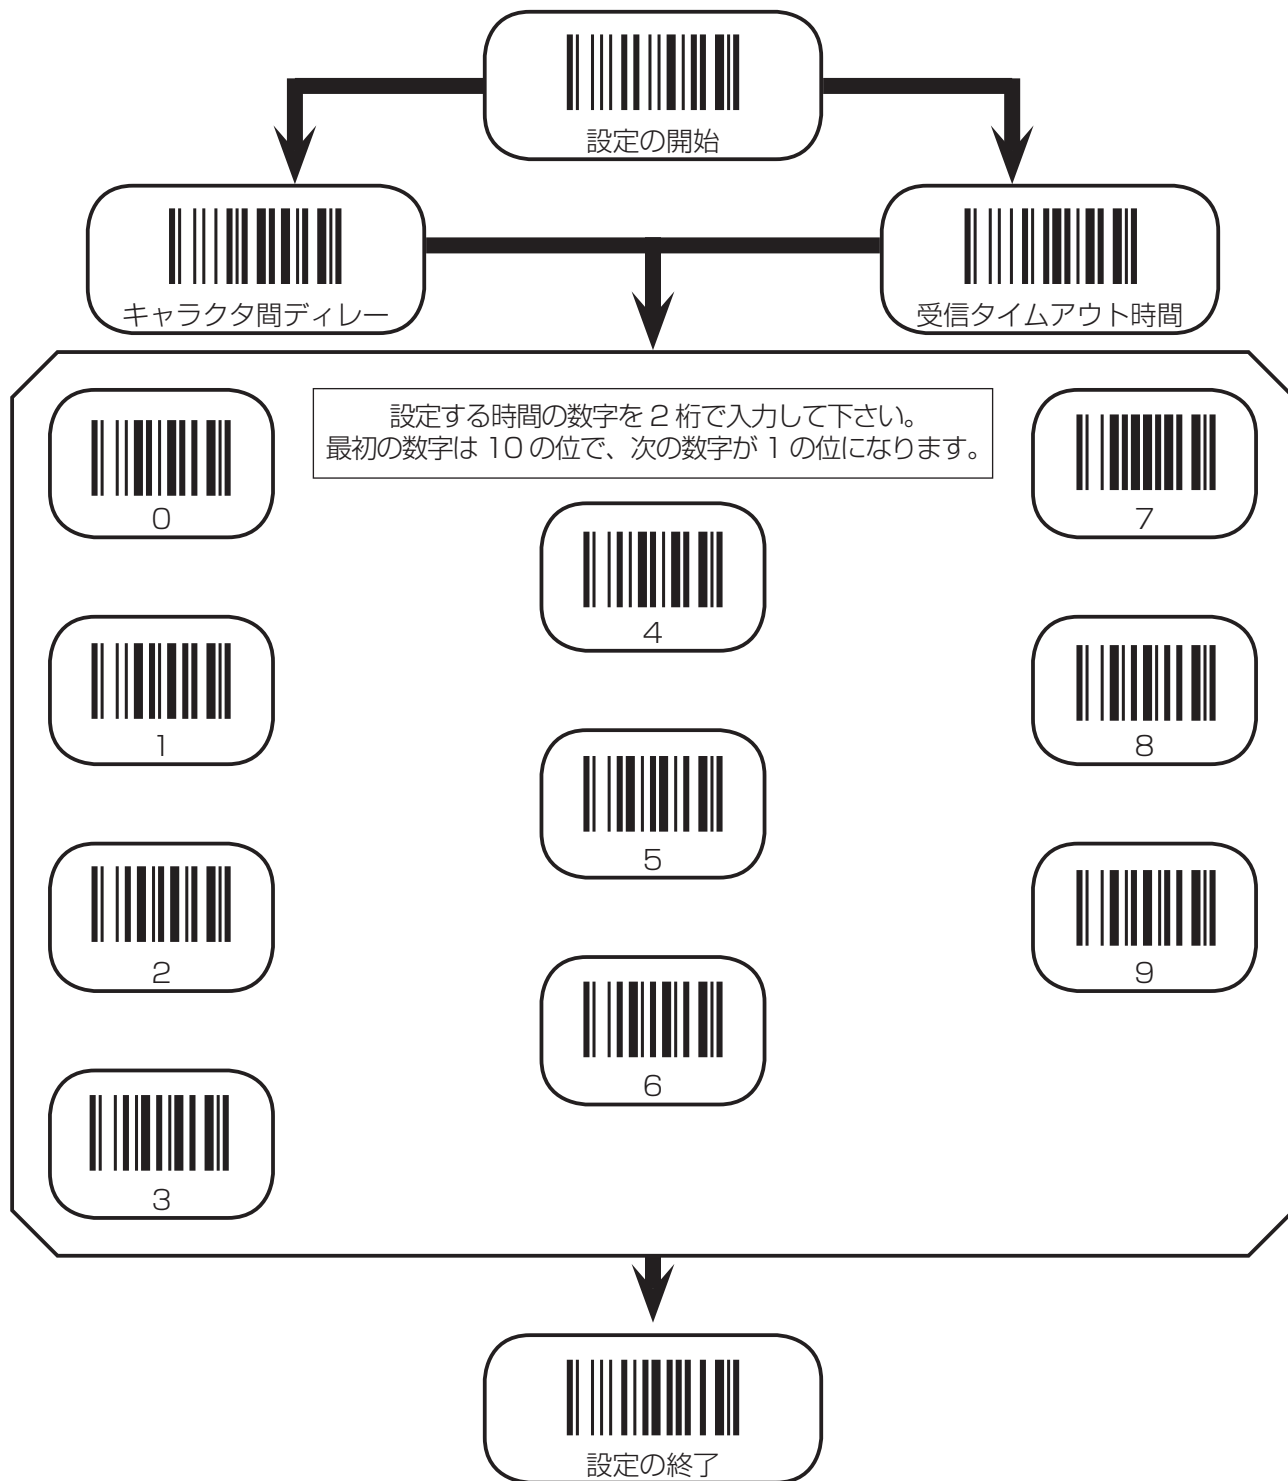 設定の開始
キャラクタ間ディレー
受信タイムアウト時間
設定する時間の数字を2桁で入力して下さい。
最初の数字は10の位で、次の数字が1の位になります。
0
1
2
3
4
5
6
7
8
9
設定の終了